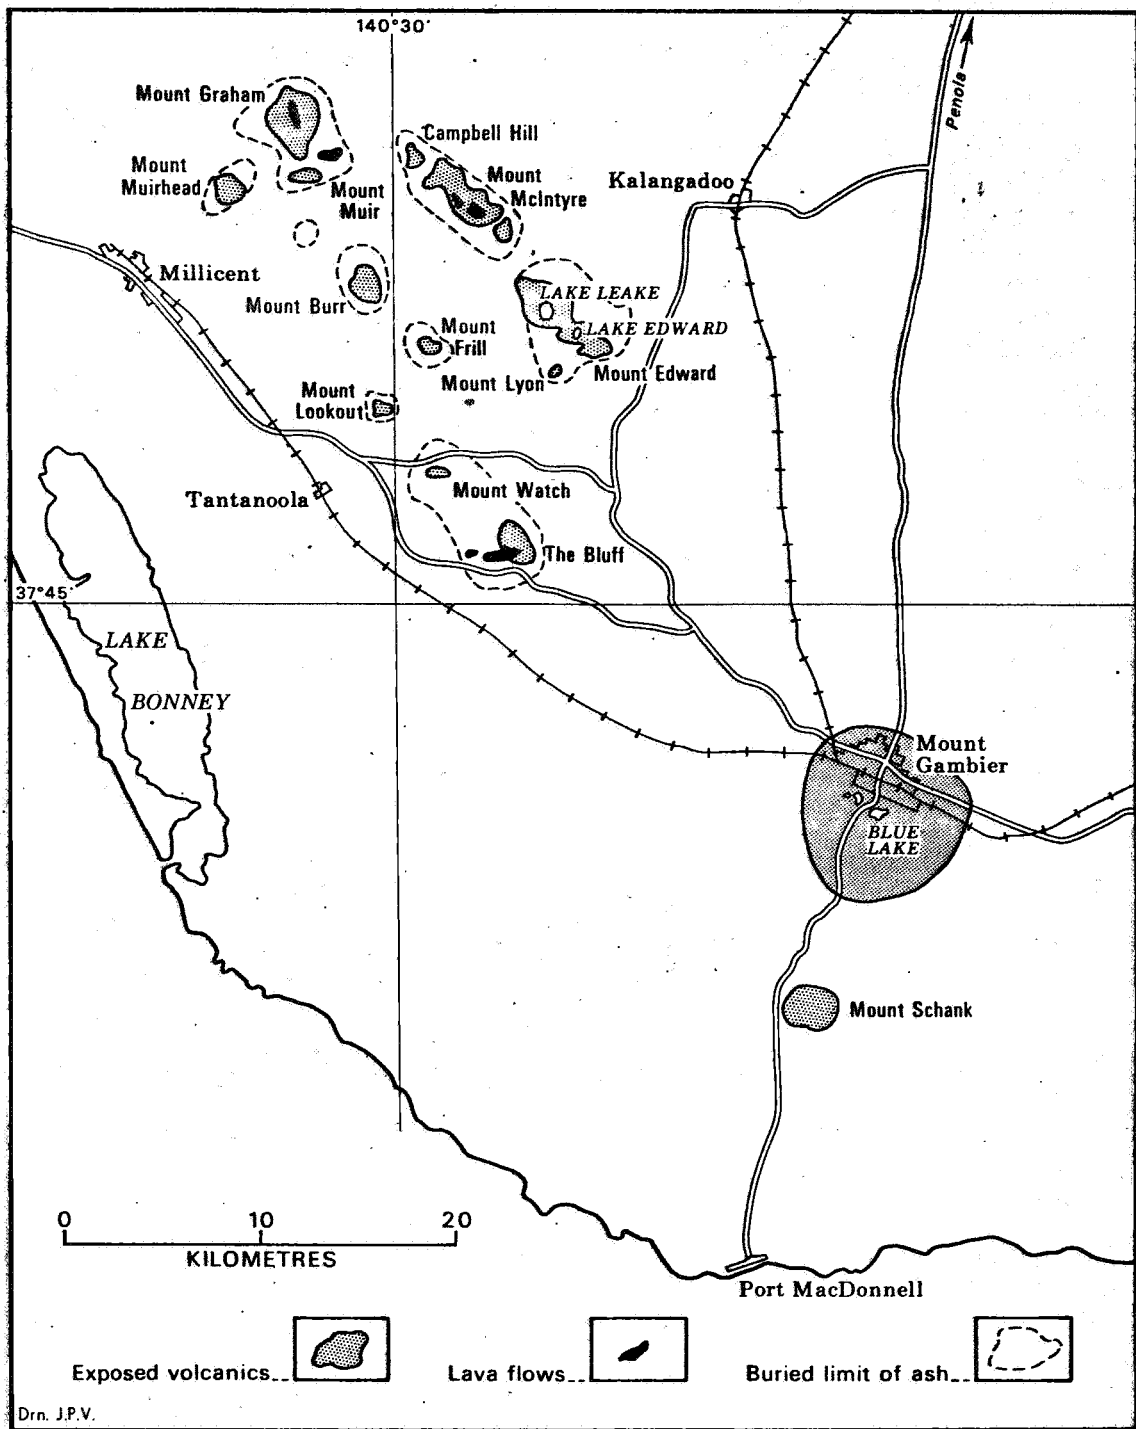 140°30'
Penola
Mount Graham
Campbell Hill
Mount
Muirhead
Mount
McIntyre
Kalangadoo
Mount
Muir
Millicent
Mount Burr
LAKE LEAKE
LAKE EDWARD
Mount
Frill
Mount Lyon
Mount Edward
Mount
Lookout
Tantanoola
Mount Watch
The Bluff
37°45'
LAKE
BONNEY
Mount
Gambier
BLUE
LAKE
Mount Schank
0 10 20
KILOMETRES
Port MacDonnell
Exposed volcanics
Lava flows
Buried limit of ash
Drn. J.P.V.